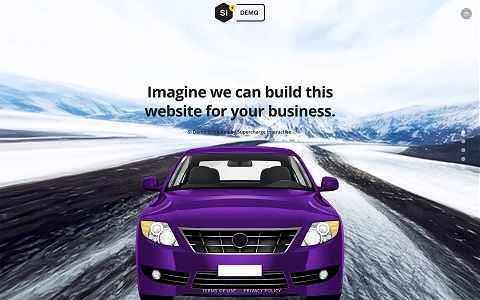 Si
DEMO
Imagine we can build this
website for your business.
Si Demo is created by Supercharge Interactive.
TERMS OF USE PRIVACY POLICY